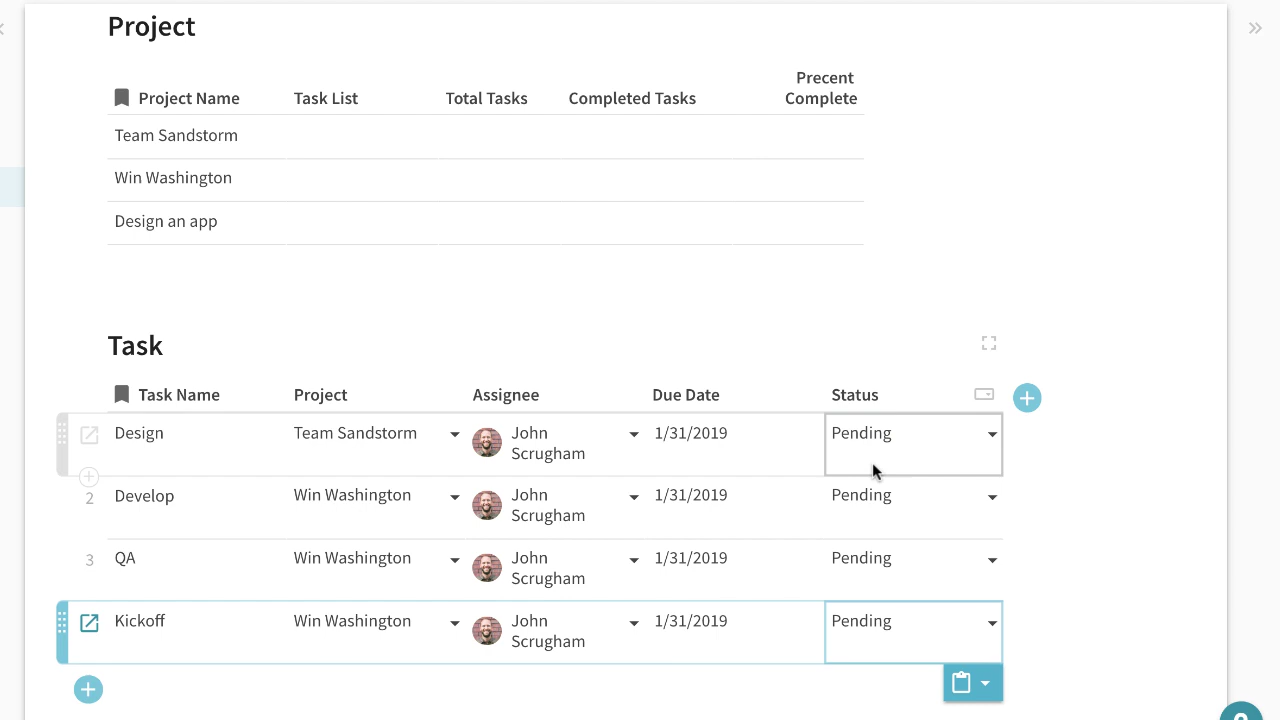 Project
Precent
Project Name Task List Total Tasks Completed Tasks Complete
Team Sandstorm
Win Washington
Design an app
Task
Task Name Project Assignee Due Date Status
Design Team Sandstorm John Scrugham 1/31/2019 Pending
2 Develop Win Washington John Scrugham 1/31/2019 Pending
3 QA Win Washington John Scrugham 1/31/2019 Pending
Kickoff Win Washington John Scrugham 1/31/2019 Pending